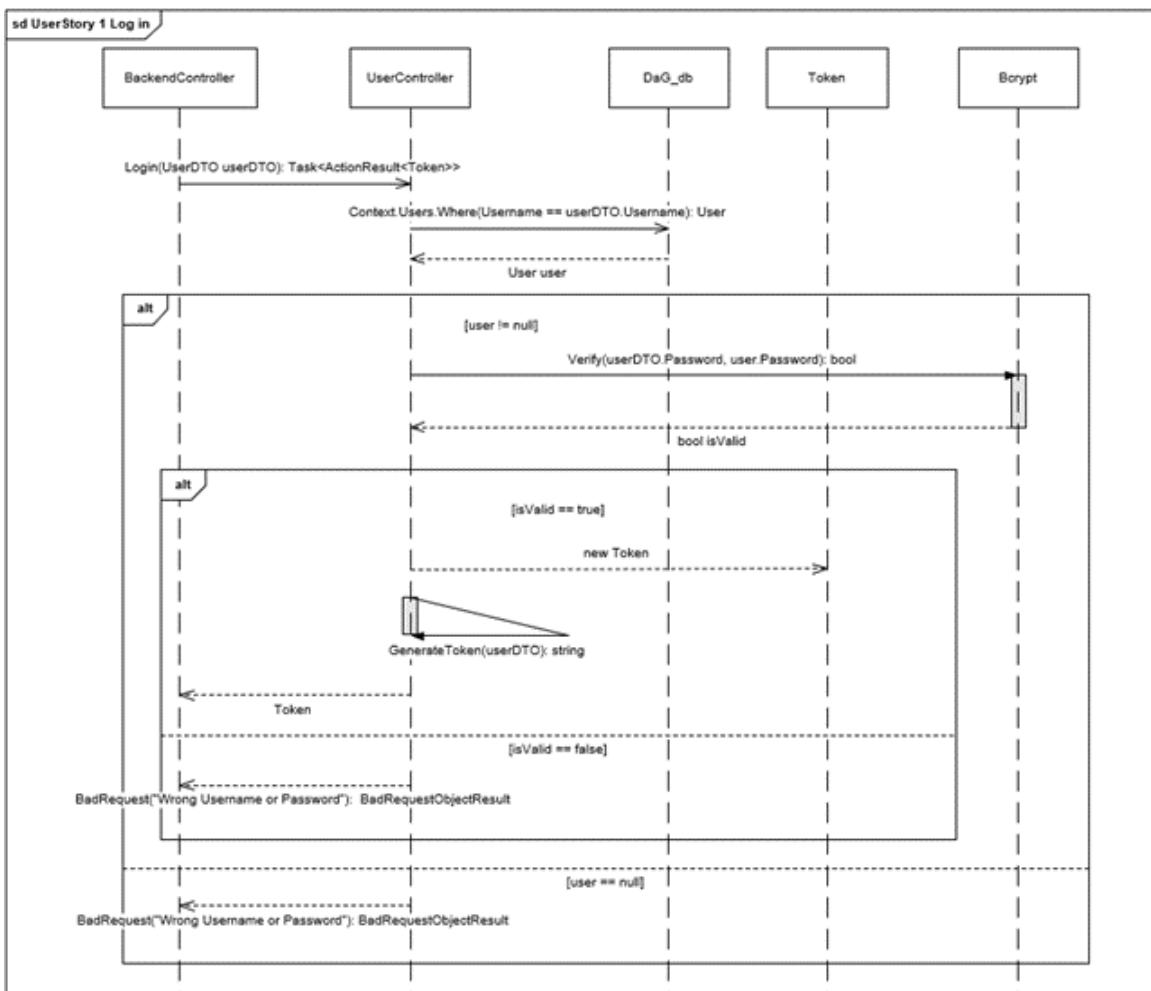 sd UserStory 1 Log in
BackendController
UserController
DaG_db
Token
Bcrypt
Login(UserDTO userDTO): Task<ActionResult<Token>>
Context.Users.Where(Username == userDTO.Username): User
User user
alt
[user != null]
Verify(userDTO.Password, user.Password): bool
bool isValid
alt
[isValid == true]
new Token
GenerateToken(userDTO): string
Token
[isValid == false]
BadRequest("Wrong Username or Password"): BadRequestObjectResult
[user == null]
BadRequest("Wrong Username or Password"): BadRequestObjectResult